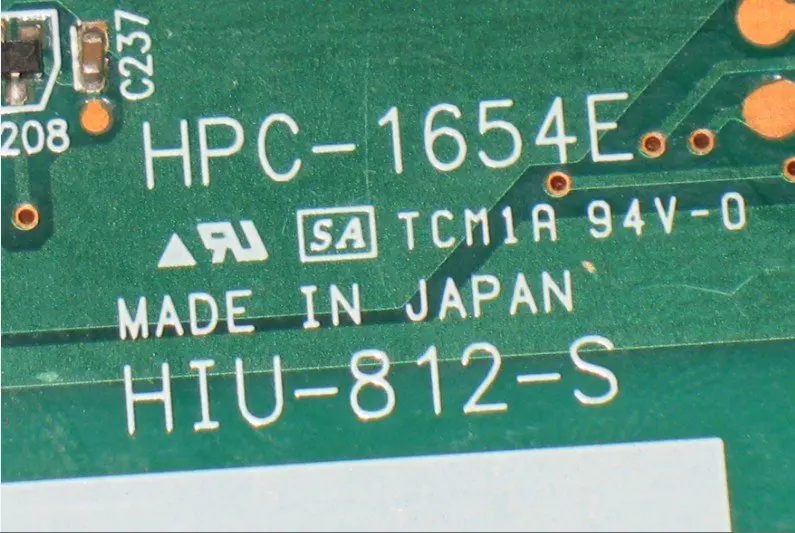 C237
208
HPC-1654E
SA TCM1A 94V-0
MADE IN JAPAN
HIU-812-S